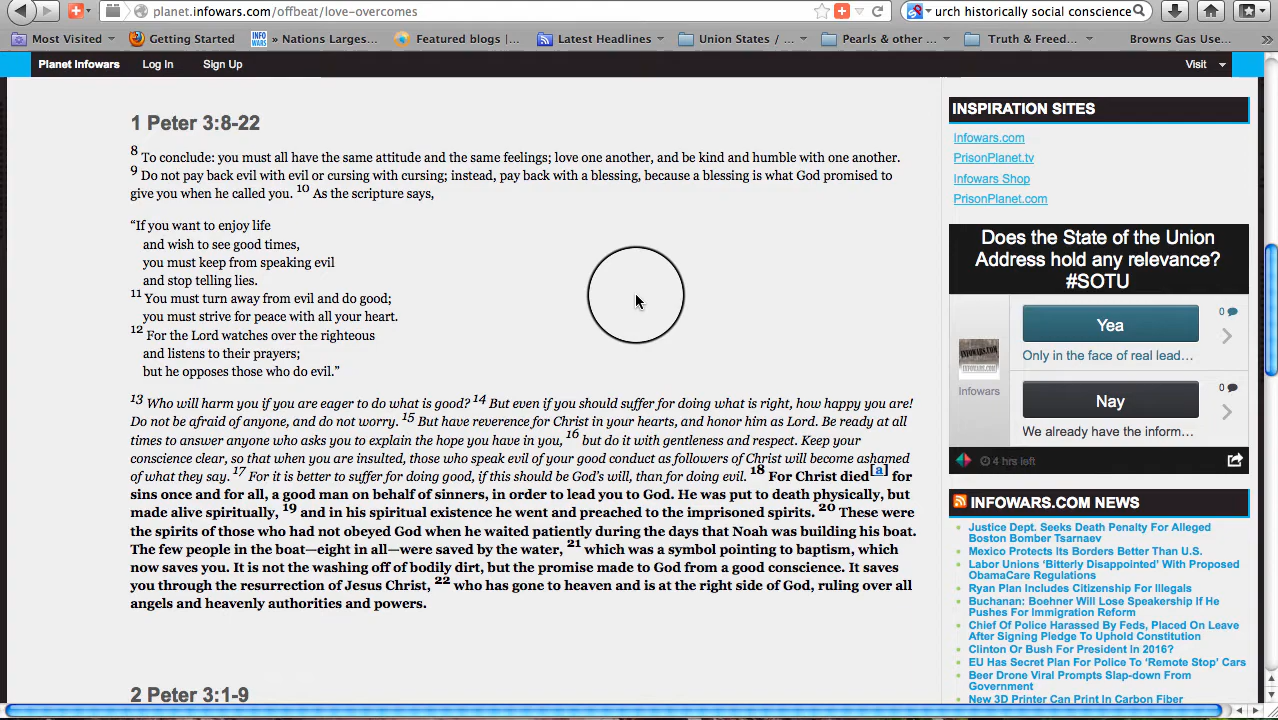 planet.infowars.com/offbeat/love-overcomes
urch historically social conscience
Most Visited
Getting Started
» Nations Larges...
Featured blogs |...
Latest Headlines
Union States / ...
Pearls & other ...
Truth & Freed...
Browns Gas Use...
Planet Infowars
Log In
Sign Up
Visit
1 Peter 3:8-22
8 To conclude: you must all have the same attitude and the same feelings; love one another, and be kind and humble with one another.
9 Do not pay back evil with evil or cursing with cursing; instead, pay back with a blessing, because a blessing is what God promised to
give you when he called you. 10 As the scripture says,
“If you want to enjoy life
and wish to see good times,
you must keep from speaking evil
and stop telling lies.
11 You must turn away from evil and do good;
you must strive for peace with all your heart.
12 For the Lord watches over the righteous
and listens to their prayers;
but he opposes those who do evil.”
13 Who will harm you if you are eager to do what is good? 14 But even if you should suffer for doing what is right, how happy you are!
Do not be afraid of anyone, and do not worry. 15 But have reverence for Christ in your hearts, and honor him as Lord. Be ready at all
times to answer anyone who asks you to explain the hope you have in you, 16 but do it with gentleness and respect. Keep your
conscience clear, so that when you are insulted, those who speak evil of your good conduct as followers of Christ will become ashamed
of what they say. 17 For it is better to suffer for doing good, if this should be God’s will, than for doing evil. 18 For Christ died[a] for
sins once and for all, a good man on behalf of sinners, in order to lead you to God. He was put to death physically, but
made alive spiritually, 19 and in his spiritual existence he went and preached to the imprisoned spirits. 20 These were
the spirits of those who had not obeyed God when he waited patiently during the days that Noah was building his boat.
The few people in the boat—eight in all—were saved by the water, 21 which was a symbol pointing to baptism, which
now saves you. It is not the washing off of bodily dirt, but the promise made to God from a good conscience. It saves
you through the resurrection of Jesus Christ, 22 who has gone to heaven and is at the right side of God, ruling over all
angels and heavenly authorities and powers.
2 Peter 3:1-9
INSPIRATION SITES
Infowars.com
PrisonPlanet.tv
Infowars Shop
PrisonPlanet.com
Does the State of the Union
Address hold any relevance?
#SOTU
INFOWARS.COM
Infowars
Yea
0
Only in the face of real lead...
Nay
0
We already have the inform...
4 hrs left
INFOWARS.COM NEWS
Justice Dept. Seeks Death Penalty For Alleged
Boston Bomber Tsarnaev
Mexico Protects Its Borders Better Than U.S.
Labor Unions 'Bitterly Disappointed' With Proposed
ObamaCare Regulations
Ryan Plan Includes Citizenship For Illegals
Buchanan: Boehner Will Lose Speakership If He
Pushes For Immigration Reform
Chief Of Police Harassed By Feds, Placed On Leave
After Signing Pledge To Uphold Constitution
Clinton Or Bush For President In 2016?
EU Has Secret Plan For Police To 'Remote Stop' Cars
Beer Drone Viral Prompts Slap-down From
Government
New 3D Printer Can Print In Carbon Fiber